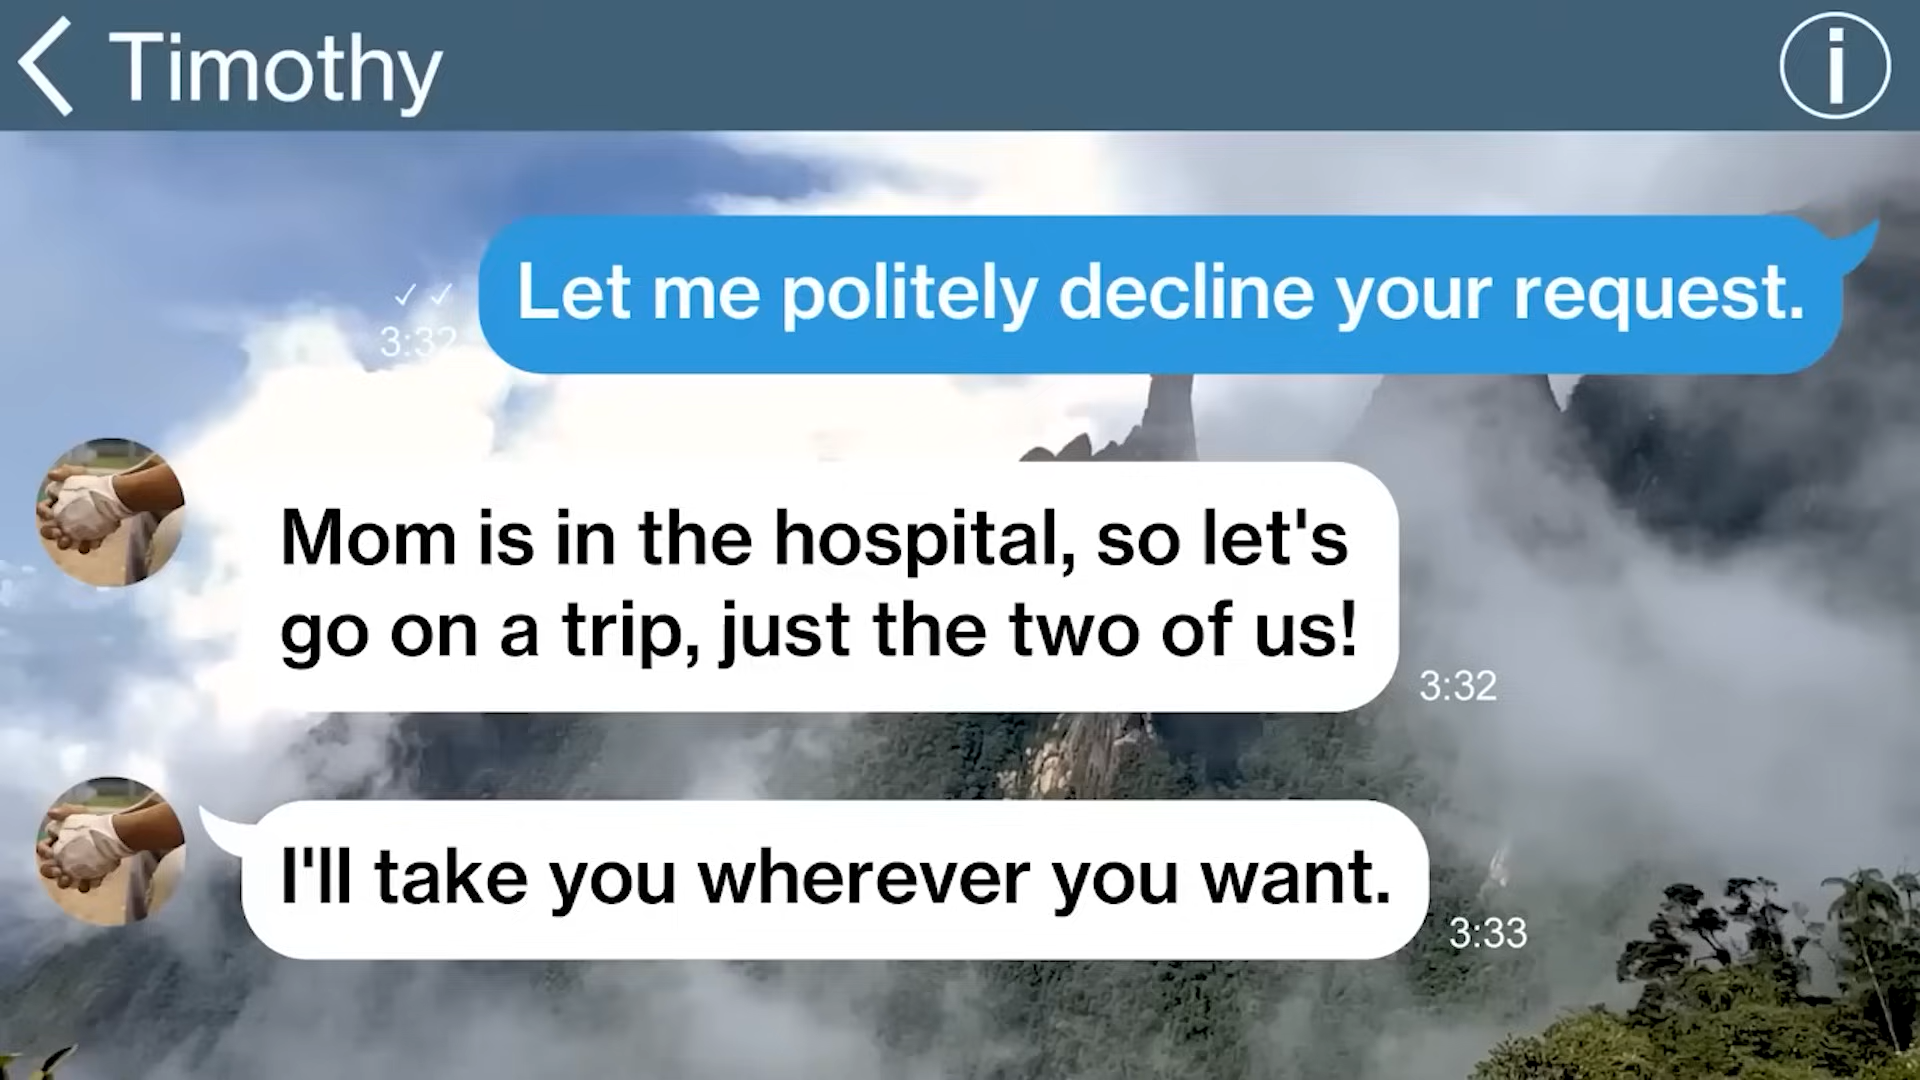 Timothy
i
Let me politely decline your request.
✓ ✓
3:32
Mom is in the hospital, so let's
go on a trip, just the two of us!
3:32
I'll take you wherever you want.
3:33